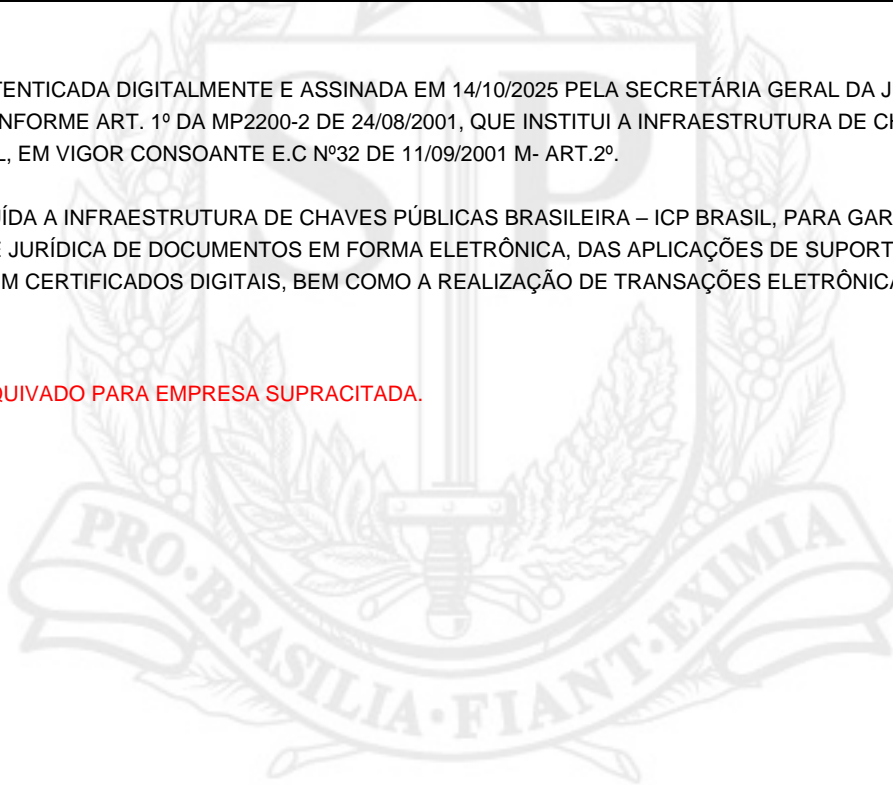 TENTICADA DIGITALMENTE E ASSINADA EM 14/10/2025 PELA SECRETÁRIA GERAL DA J
NFORME ART. 1º DA MP2200-2 DE 24/08/2001, QUE INSTITUI A INFRAESTRUTURA DE CH
L, EM VIGOR CONSOANTE E.C Nº32 DE 11/09/2001 M- ART.2º.
UÍDA A INFRAESTRUTURA DE CHAVES PÚBLICAS BRASILEIRA – ICP BRASIL, PARA GAR
E JURÍDICA DE DOCUMENTOS EM FORMA ELETRÔNICA, DAS APLICAÇÕES DE SUPORT
M CERTIFICADOS DIGITAIS, BEM COMO A REALIZAÇÃO DE TRANSAÇÕES ELETRÔNICA
QUIVADO PARA EMPRESA SUPRACITADA.
SP
PRO·BRASILIA·FIANT·EXIMIA